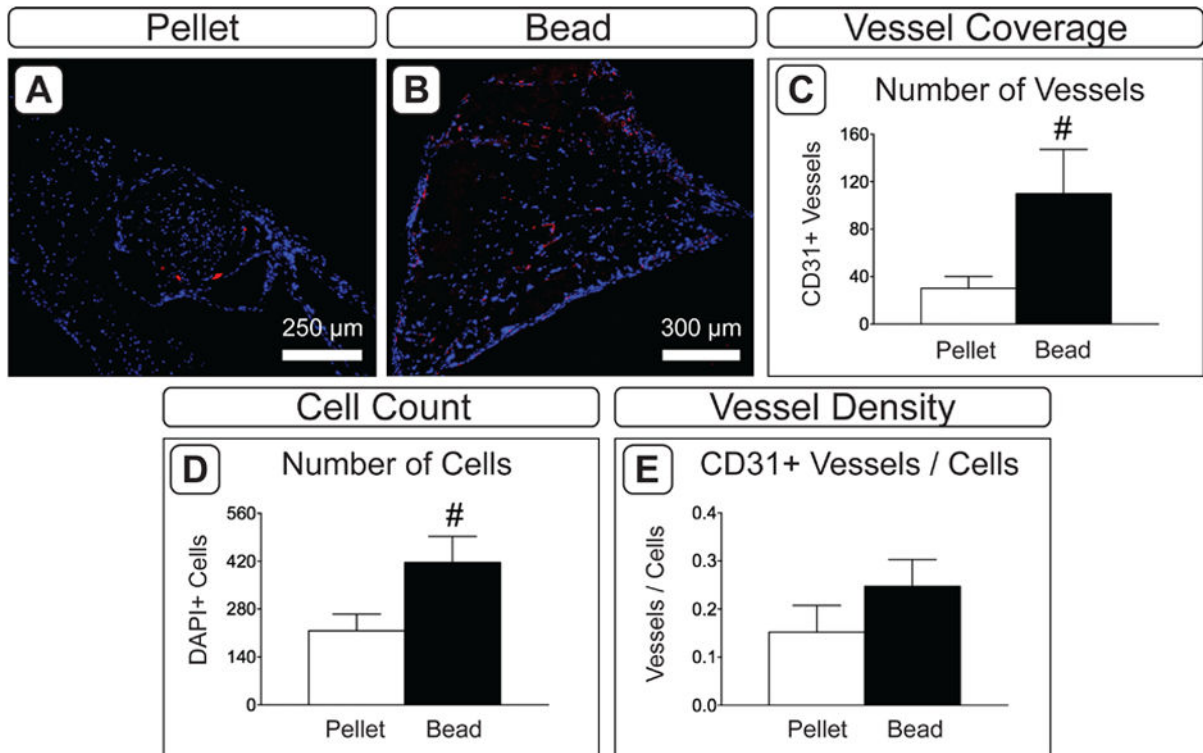 Pellet
Bead
Vessel Coverage
A
250 µm
B
300 µm
C
Number of Vessels
#
CD31+ Vessels
160
120
80
40
0
Pellet
Bead
Cell Count
D
Number of Cells
#
DAPI+ Cells
560
420
280
140
0
Pellet
Bead
Vessel Density
E
CD31+ Vessels / Cells
Vessels / Cells
0.4
0.3
0.2
0.1
0.0
Pellet
Bead